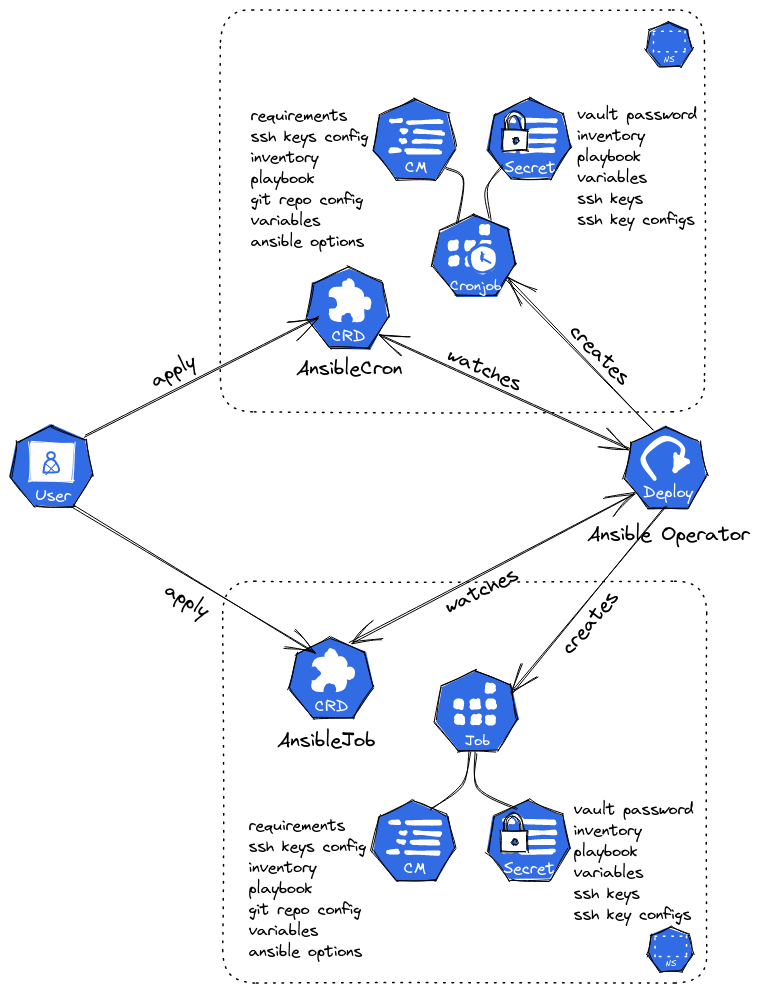 NS
requirements
ssh keys config
inventory
playbook
git repo config
variables
ansible options
CM
Secret
vault password
inventory
playbook
variables
ssh keys
ssh key configs
Cronjob
CRD
AnsibleCron
apply
watches
creates
User
Deploy
Ansible Operator
apply
watches
creates
CRD
AnsibleJob
Job
requirements
ssh keys config
inventory
playbook
git repo config
variables
ansible options
CM
Secret
vault password
inventory
playbook
variables
ssh keys
ssh key configs
NS